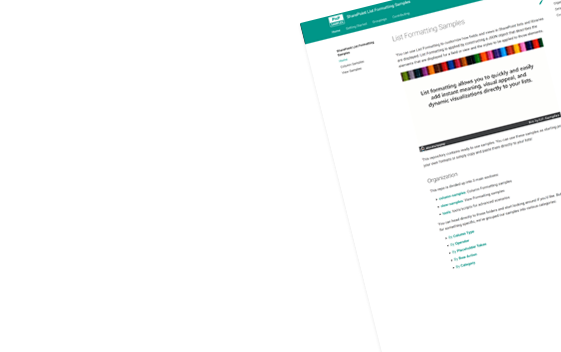 PnP
SharePoint List Formatting Samples
Home Getting Started Groupings Contributing
SharePoint List Formatting
Samples
Home
Column Samples
View Samples
List Formatting Samples
You can use List Formatting to customize how fields and views in SharePoint lists and libraries
are displayed. List Formatting is applied by constructing a JSON object that describes the
elements that are displayed for a field or view and the styles to be applied to those elements.
List formatting allows you to quickly and easily
add instant meaning, visual appeal, and
dynamic visualizations directly to your lists.
This repository contains ready to use samples. You can use these samples as starting
your own formats or simply copy and paste them directly to your field!
Organization
This repo is divided up into 3 main sections:
column-samples: Column Formatting samples
view-samples: View Formatting samples
tools: Extra scripts for advanced scenarios
You can head directly to those folders and start looking around if you'd like. But
for something specific, we've grouped our samples into various categories:
By Column Type
By Operator
By Placeholder Token
By Row Action
By Category